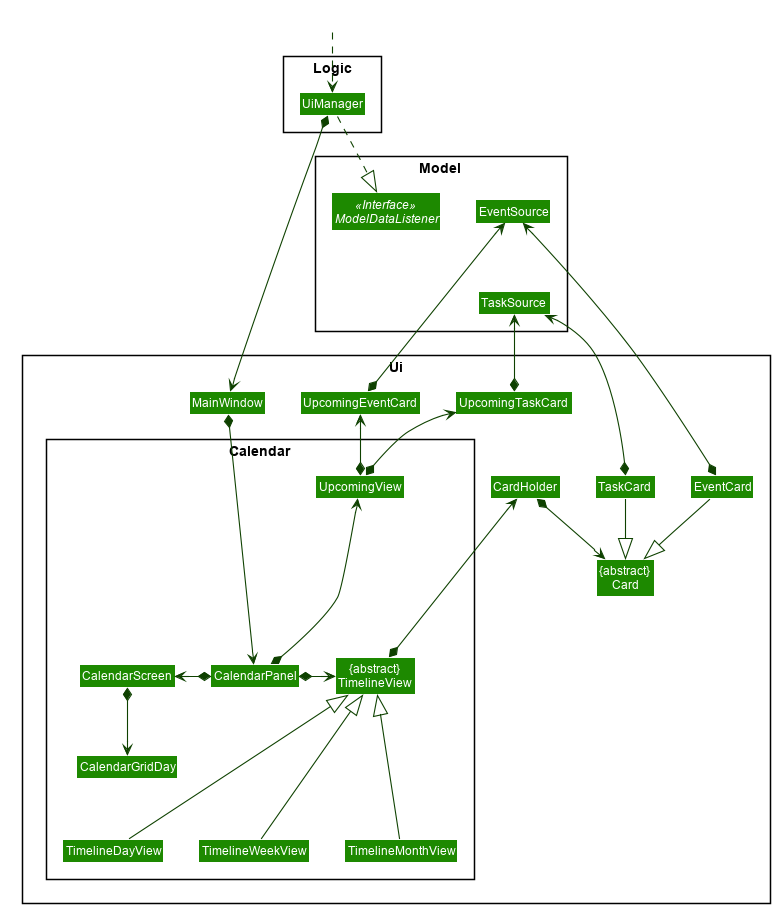 Logic
UiManager
Model
«Interface»
ModelDataListener
EventSource
TaskSource
Ui
MainWindow
UpcomingEventCard
UpcomingTaskCard
Calendar
UpcomingView
CardHolder
TaskCard
EventCard
{abstract}
Card
CalendarScreen
CalendarPanel
{abstract}
TimelineView
CalendarGridDay
TimelineDayView
TimelineWeekView
TimelineMonthView